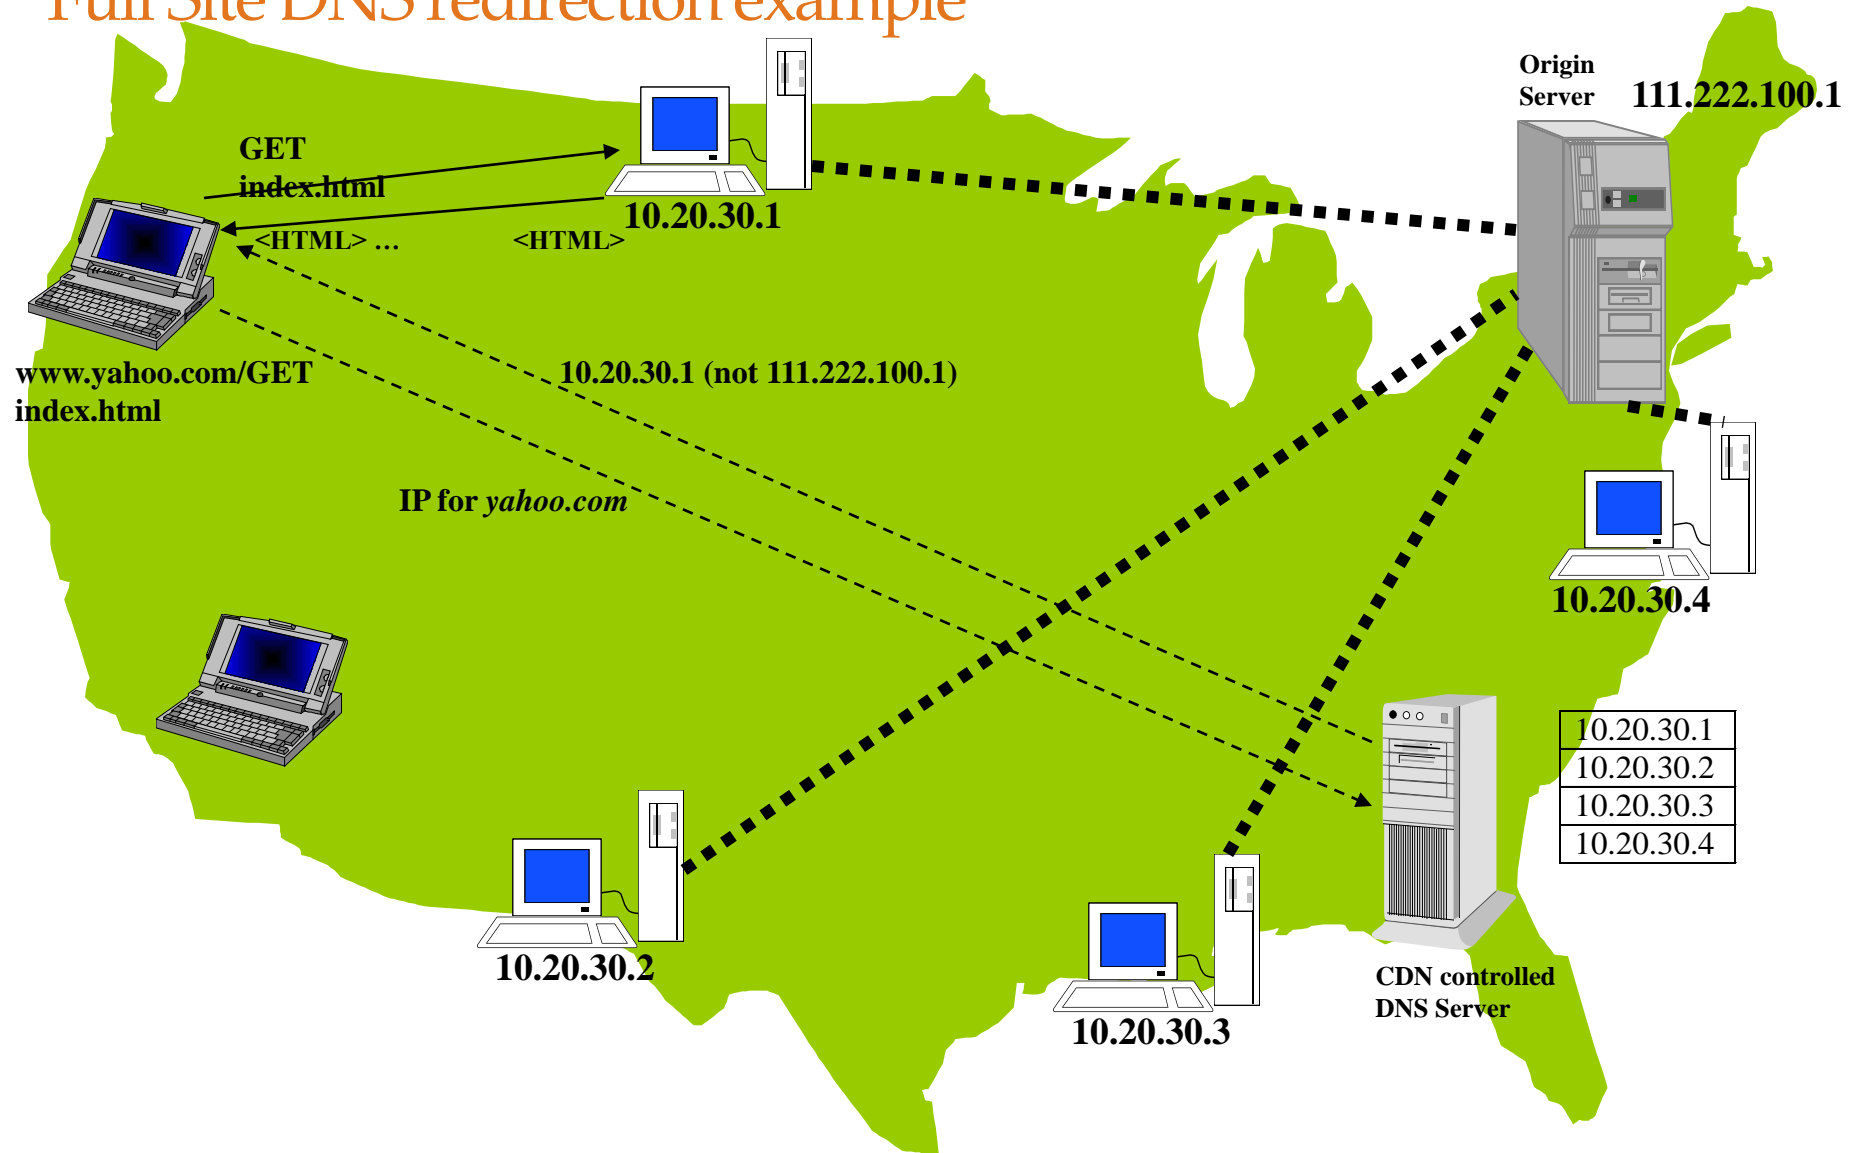 Full Site DNS redirection example
Origin
Server
111.222.100.1
GET
index.html
10.20.30.1
<HTML> …
<HTML>
www.yahoo.com/GET
index.html
10.20.30.1 (not 111.222.100.1)
IP for yahoo.com
10.20.30.4
10.20.30.1
10.20.30.2
10.20.30.3
10.20.30.4
10.20.30.2
10.20.30.3
CDN controlled
DNS Server